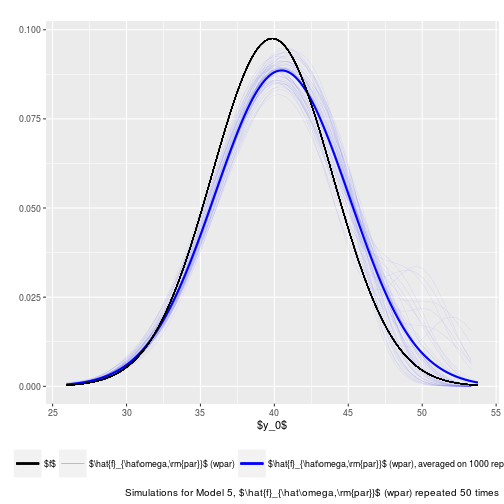 0.100
0.075
0.050
0.025
0.000
25 30 35 40 45 50 55
$y_0$
$f$ $\hat{f}_{\hat\omega,\rm{par}}$ (wpar) $\hat{f}_{\hat\omega,\rm{par}}$ (wpar), averaged on 1000 rep
Simulations for Model 5, $\hat{f}_{\hat\omega,\rm{par}}$ (wpar) repeated 50 times